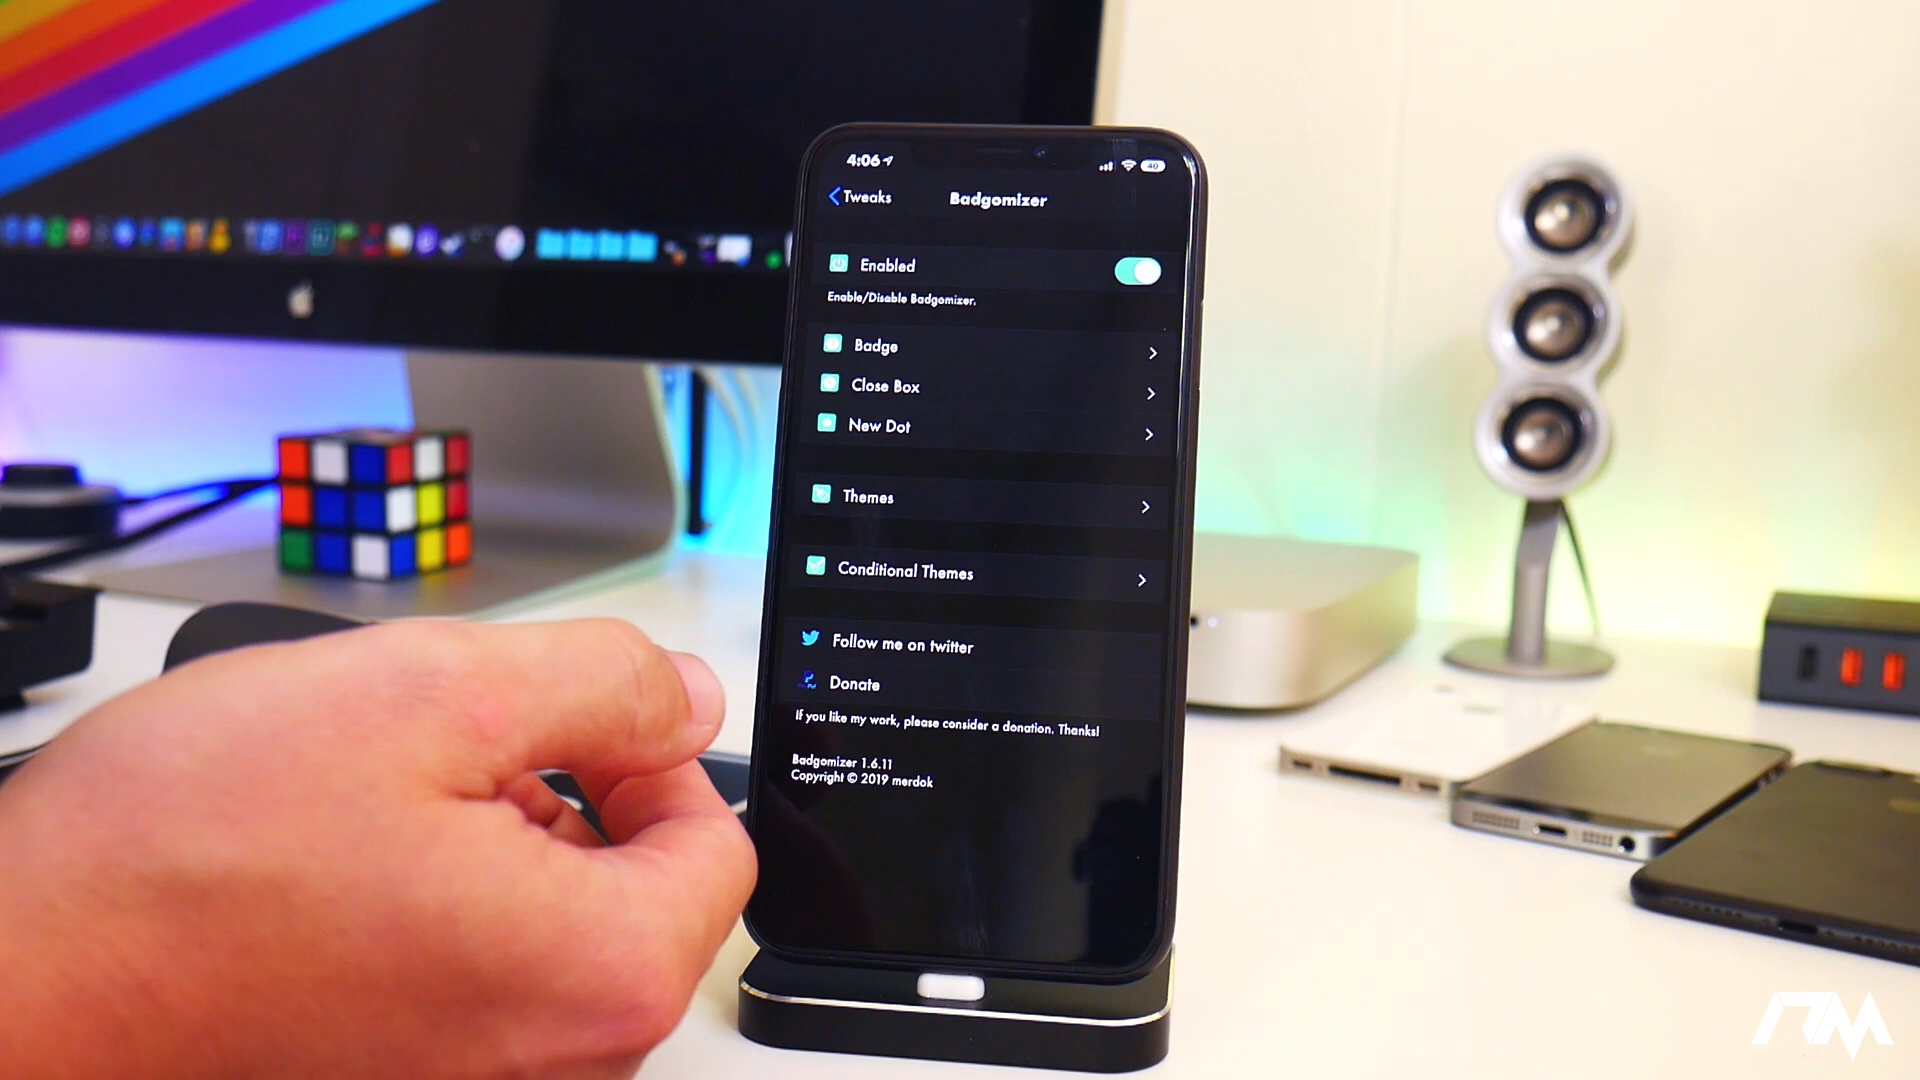 4:06
40
Tweaks
Badgomizer
Enabled
Enable/Disable Badgomizer.
Badge
Close Box
New Dot
Themes
Conditional Themes
Follow me on twitter
Donate
If you like my work, please consider a donation. Thanks!
Badgomizer 1.6.11
Copyright © 2019 merdok